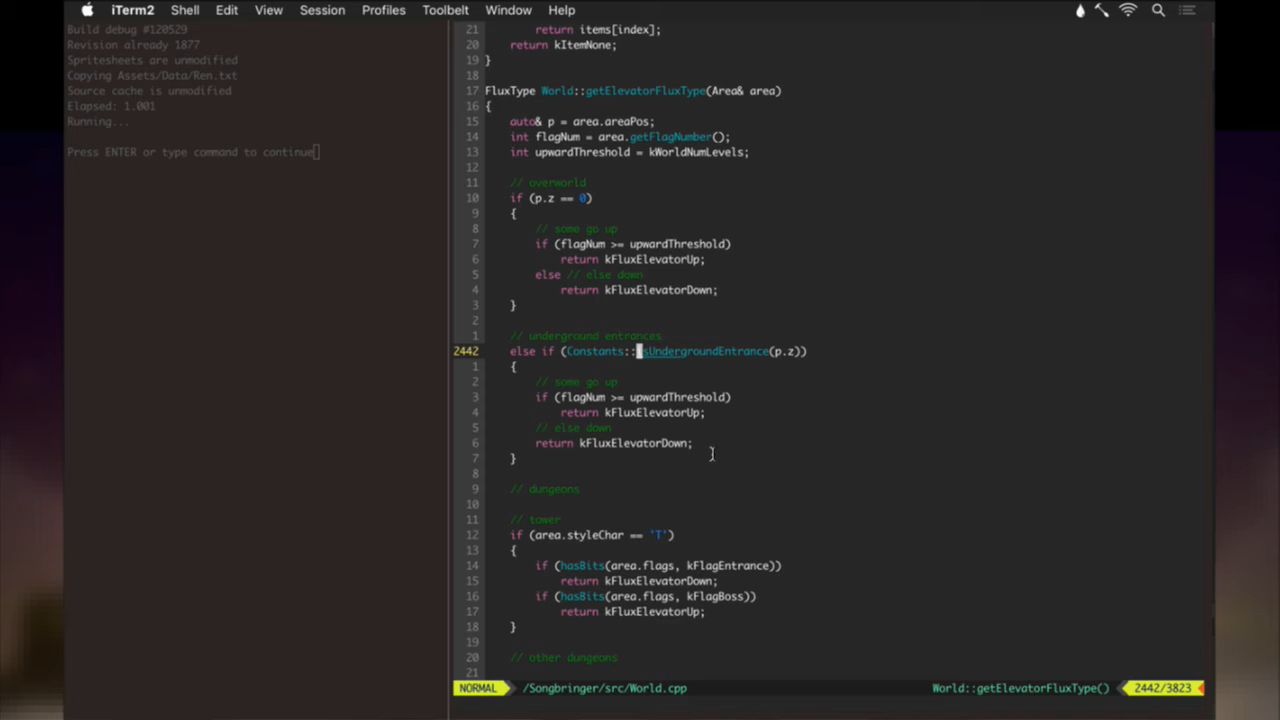 iTerm2 Shell Edit View Session Profiles Toolbelt Window Help
Build debug #120529
Revision already 1877
Spritesheets are unmodified
Copying Assets/Data/Ren.txt
Source cache is unmodified
Elapsed: 1.001
Running...
Press ENTER or type command to continue
21 return items[index];
20 return kItemNone;
19 }
18
17 FluxType World::getElevatorFluxType(Area& area)
16 {
15 auto& p = area.areaPos;
14 int flagNum = area.getFlagNumber();
13 int upwardThreshold = kWorldNumLevels;
12
11 // overworld
10 if (p.z == 0)
9 {
8 // some go up
7 if (flagNum >= upwardThreshold)
6 return kFluxElevatorUp;
5 else // else down
4 return kFluxElevatorDown;
3 }
2
1 // underground entrances
2442 else if (Constants::isUndergroundEntrance(p.z))
1 {
2 // some go up
3 if (flagNum >= upwardThreshold)
4 return kFluxElevatorUp;
5 // else down
6 return kFluxElevatorDown;
7 }
8
9 // dungeons
10
11 // tower
12 if (area.styleChar == 'T')
13 {
14 if (hasBits(area.flags, kFlagEntrance))
15 return kFluxElevatorDown;
16 if (hasBits(area.flags, kFlagBoss))
17 return kFluxElevatorUp;
18 }
19
20 // other dungeons
21
NORMAL /Songbringer/src/World.cpp World::getElevatorFluxType() 2442/3823